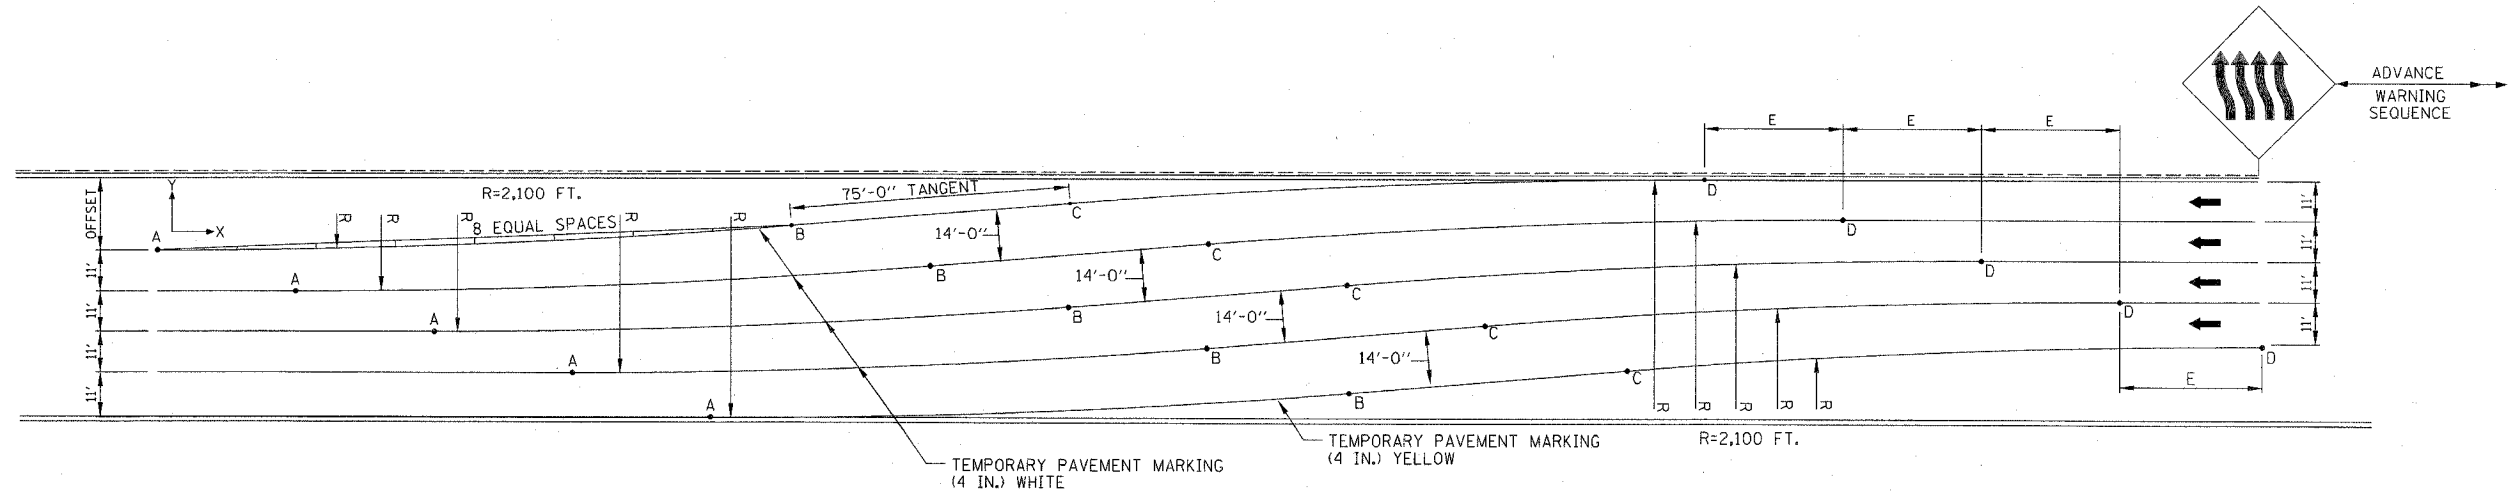 ADVANCE
WARNING
SEQUENCE
E E E
OFFSET
Y
X
R=2,100 FT.
75'-0" TANGENT
8 EQUAL SPACES
R R R R R
A B C D
11'
14'-0"
11'
A B C D
11'
14'-0"
11'
A B C D
11'
14'-0"
11'
A B C D
11'
14'-0"
11'
A B C D
E
R R R R R
R=2,100 FT.
TEMPORARY PAVEMENT MARKING
(4 IN.) YELLOW
TEMPORARY PAVEMENT MARKING
(4 IN.) WHITE